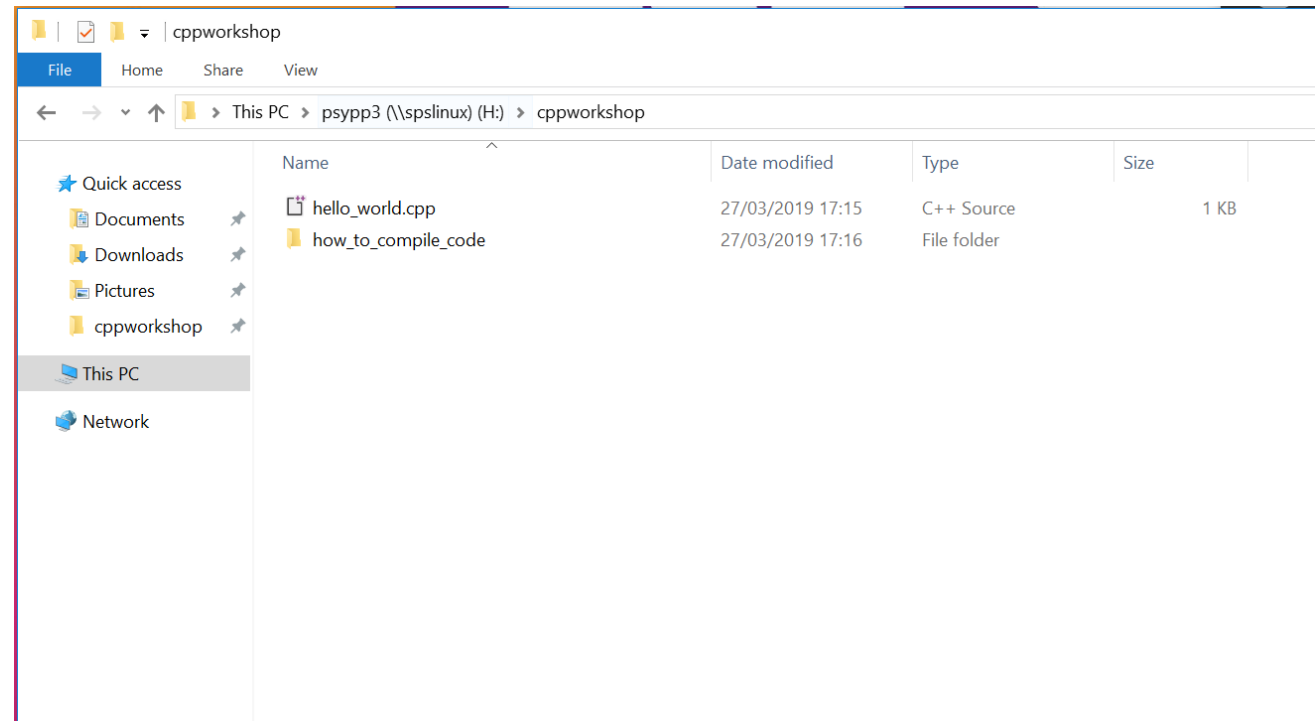 cppworkshop
File Home Share View
This PC > psypp3 (\\spslinux) (H:) > cppworkshop
Name Date modified Type Size
Quick access
Documents
Downloads
Pictures
cppworkshop
This PC
Network
hello_world.cpp 27/03/2019 17:15 C++ Source 1 KB
how_to_compile_code 27/03/2019 17:16 File folder